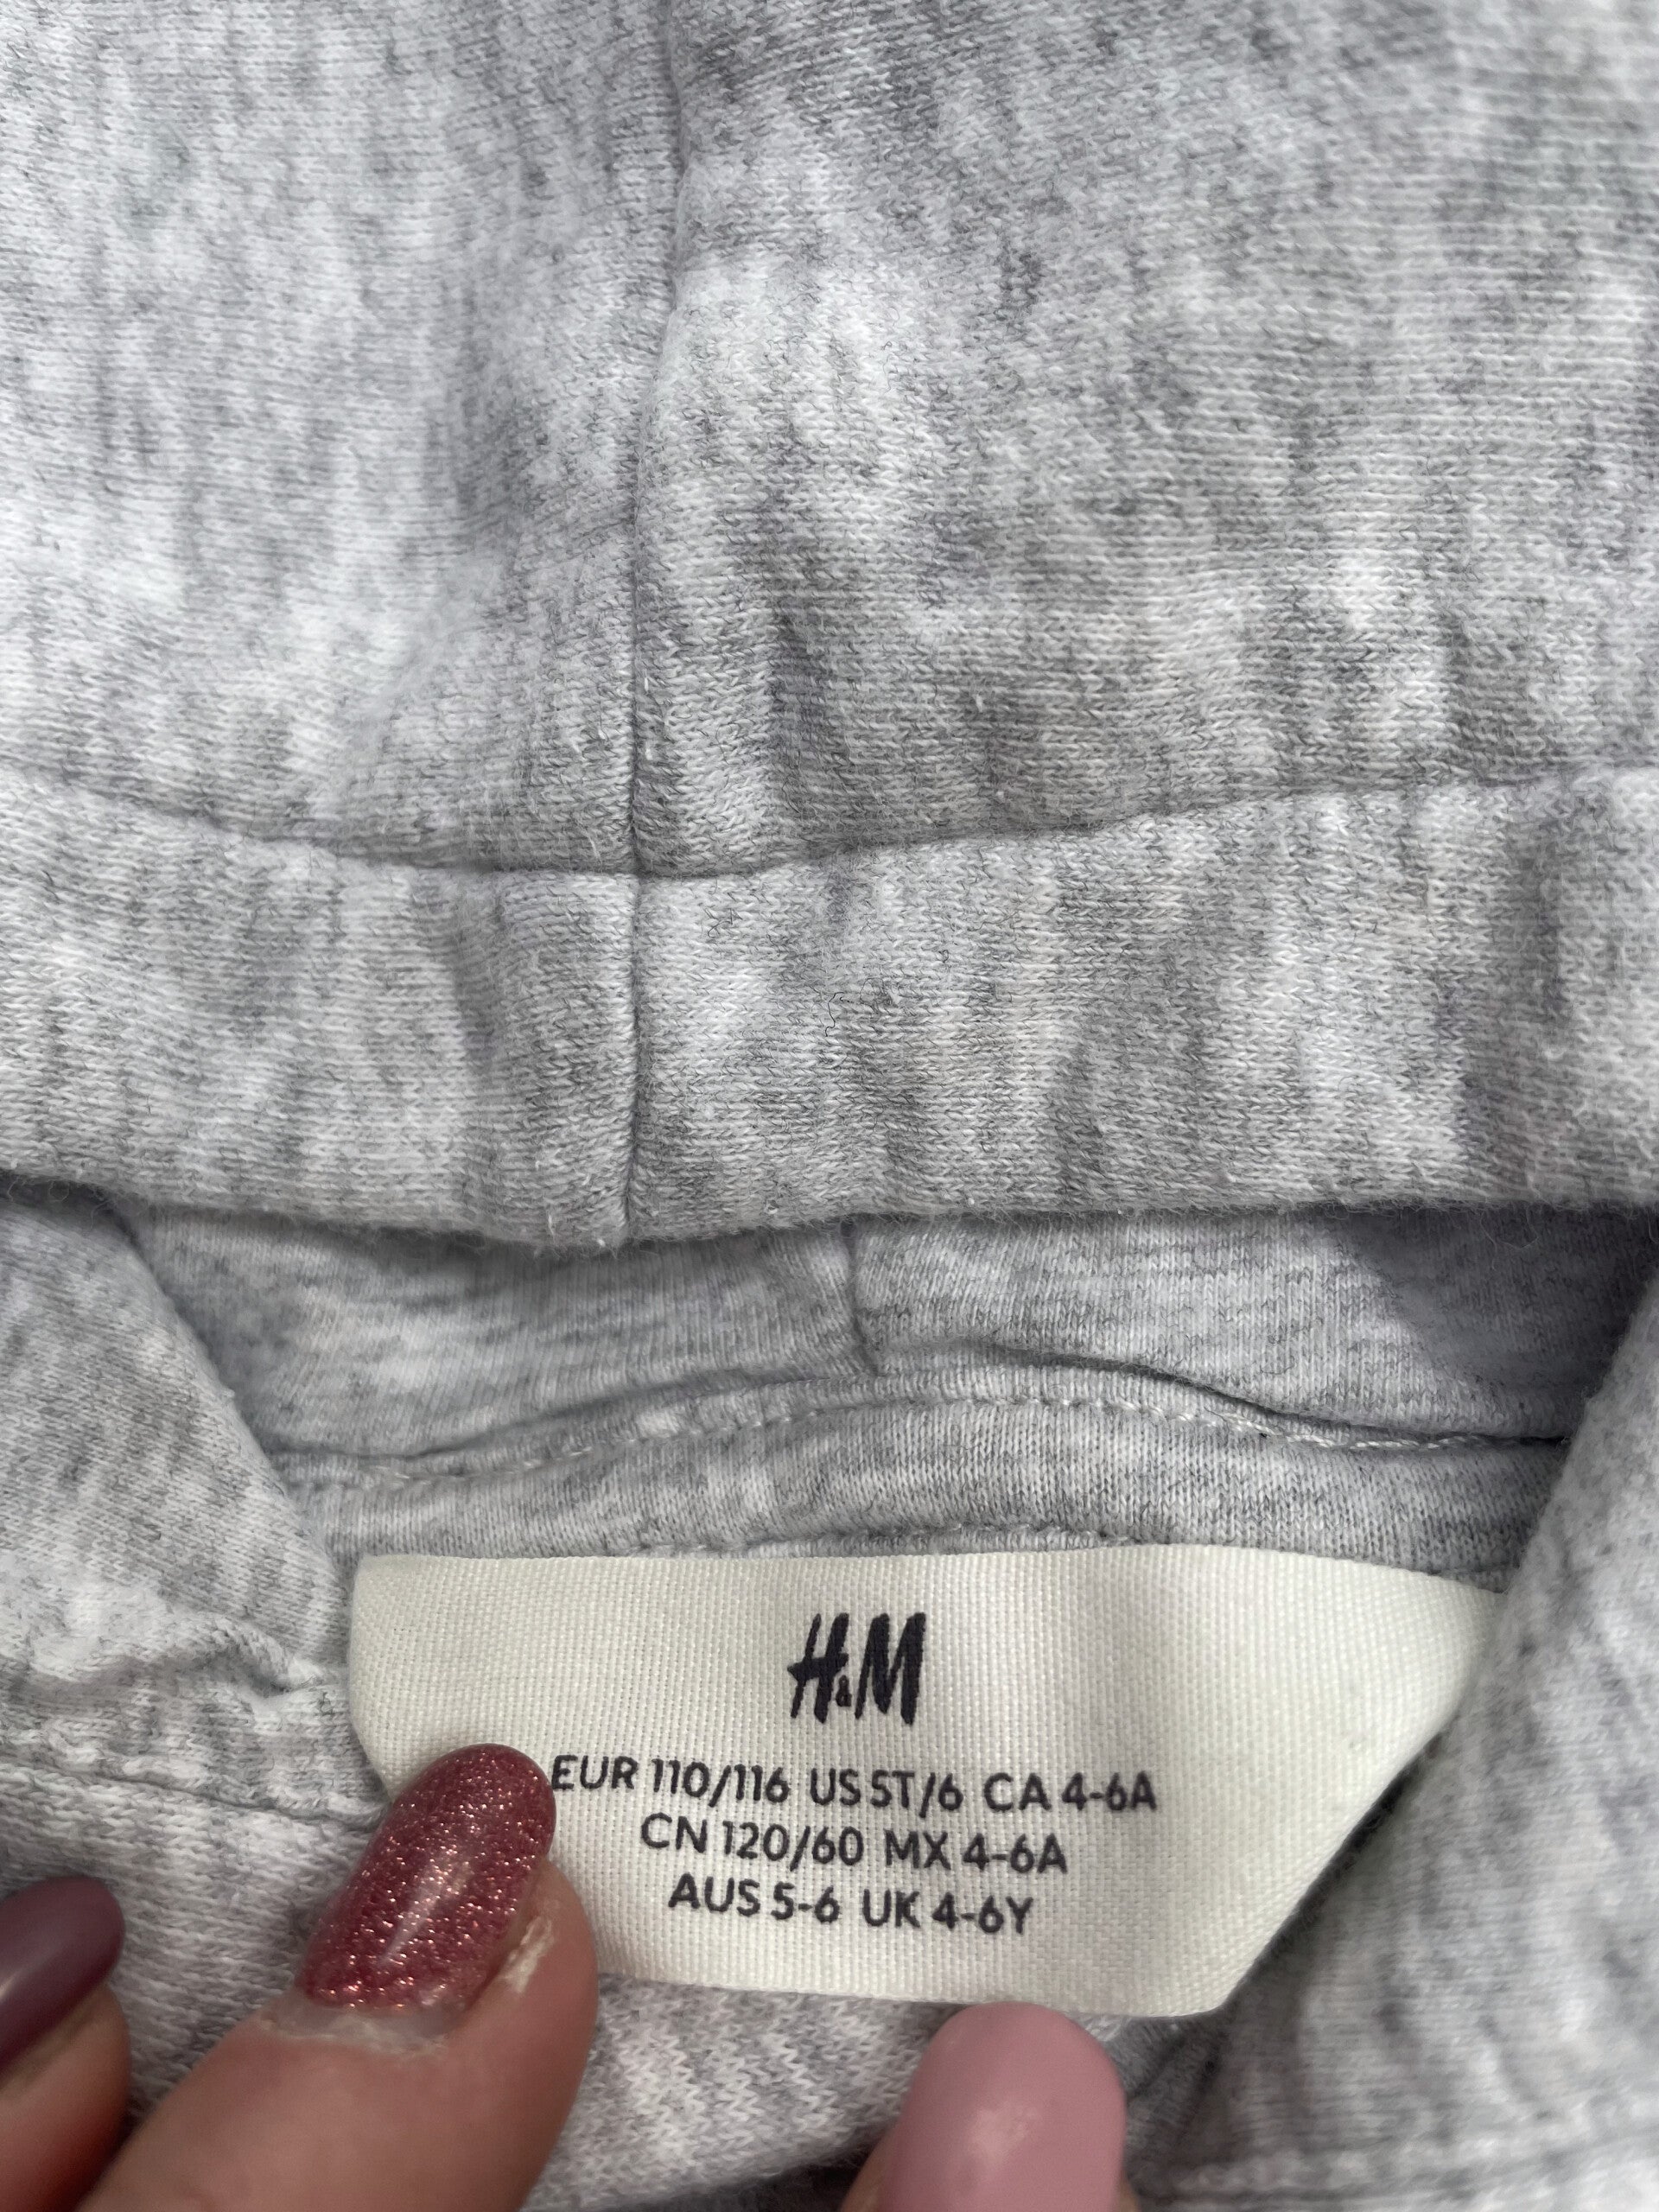 H&M
EUR 110/116 US 5T/6 CA 4-6A
CN 120/60 MX 4-6A
AUS 5-6 UK 4-6Y